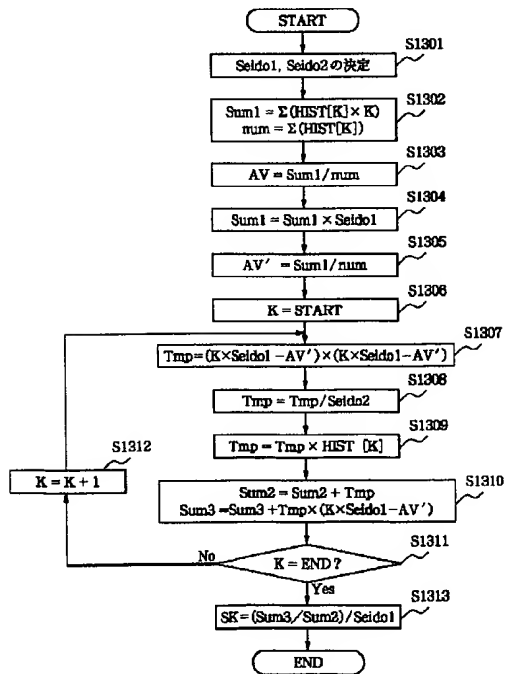 START
S1301
Seido1, Seido2の決定
S1302
Sum1 = Σ(HIST[K]×K)
num = Σ(HIST[K])
S1303
AV = Sum1/num
S1304
Sum1 = Sum1 × Seido1
S1305
AV' = Sum1/num
S1306
K = START
S1307
Tmp=(K×Seido1-AV')×(K×Seido1-AV')
S1308
Tmp = Tmp/Seido2
S1309
Tmp = Tmp × HIST [K]
S1312
K = K + 1
S1310
Sum2 = Sum2 + Tmp
Sum3 = Sum3 + Tmp×(K×Seido1-AV')
S1311
No
K = END ?
Yes
S1313
SK=(Sum3/Sum2)/Seido1
END